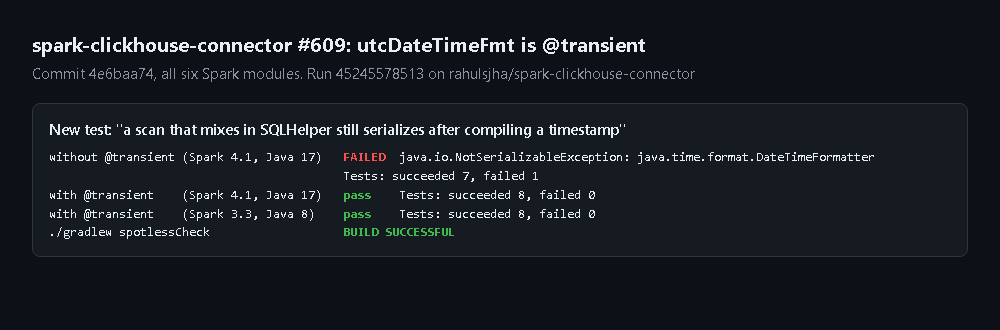 spark-clickhouse-connector #609: utcDateTimeFmt is @transient
Commit 4e6baa74, all six Spark modules. Run 45245578513 on rahulsjha/spark-clickhouse-connector
New test: "a scan that mixes in SQLHelper still serializes after compiling a timestamp"
without @transient (Spark 4.1, Java 17) FAILED java.io.NotSerializableException: java.time.format.DateTimeFormatter
Tests: succeeded 7, failed 1
with @transient (Spark 4.1, Java 17) pass Tests: succeeded 8, failed 0
with @transient (Spark 3.3, Java 8) pass Tests: succeeded 8, failed 0
./gradlew spotlessCheck BUILD SUCCESSFUL